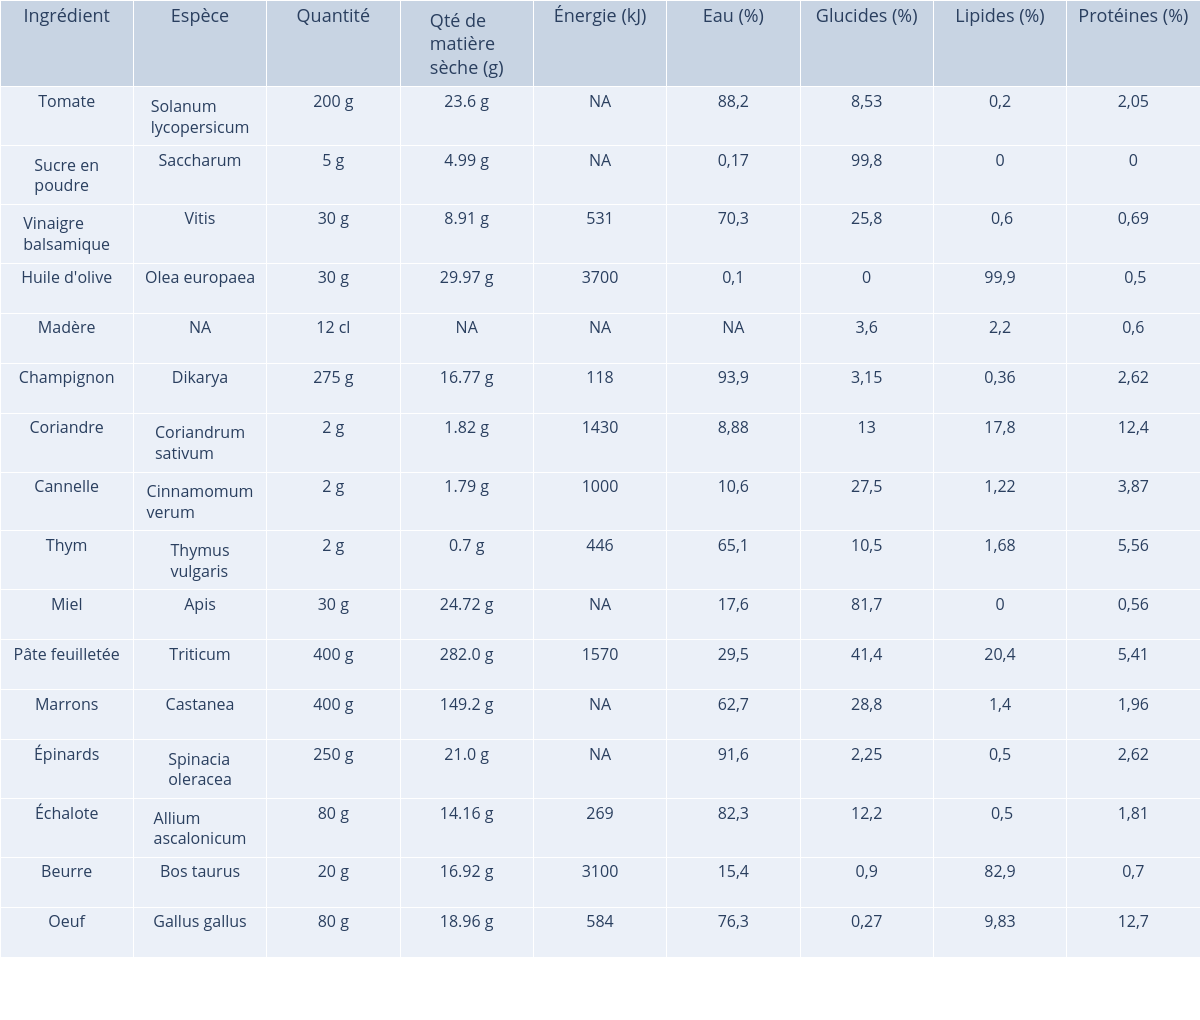 Ingrédient Espèce Quantité Qté de matière sèche (g) Énergie (kJ) Eau (%) Glucides (%) Lipides (%) Protéines (%)
Tomate Solanum lycopersicum 200 g 23.6 g NA 88,2 8,53 0,2 2,05
Sucre en poudre Saccharum 5 g 4.99 g NA 0,17 99,8 0 0
Vinaigre balsamique Vitis 30 g 8.91 g 531 70,3 25,8 0,6 0,69
Huile d'olive Olea europaea 30 g 29.97 g 3700 0,1 0 99,9 0,5
Madère NA 12 cl NA NA NA 3,6 2,2 0,6
Champignon Dikarya 275 g 16.77 g 118 93,9 3,15 0,36 2,62
Coriandre Coriandrum sativum 2 g 1.82 g 1430 8,88 13 17,8 12,4
Cannelle Cinnamomum verum 2 g 1.79 g 1000 10,6 27,5 1,22 3,87
Thym Thymus vulgaris 2 g 0.7 g 446 65,1 10,5 1,68 5,56
Miel Apis 30 g 24.72 g NA 17,6 81,7 0 0,56
Pâte feuilletée Triticum 400 g 282.0 g 1570 29,5 41,4 20,4 5,41
Marrons Castanea 400 g 149.2 g NA 62,7 28,8 1,4 1,96
Épinards Spinacia oleracea 250 g 21.0 g NA 91,6 2,25 0,5 2,62
Échalote Allium ascalonicum 80 g 14.16 g 269 82,3 12,2 0,5 1,81
Beurre Bos taurus 20 g 16.92 g 3100 15,4 0,9 82,9 0,7
Oeuf Gallus gallus 80 g 18.96 g 584 76,3 0,27 9,83 12,7